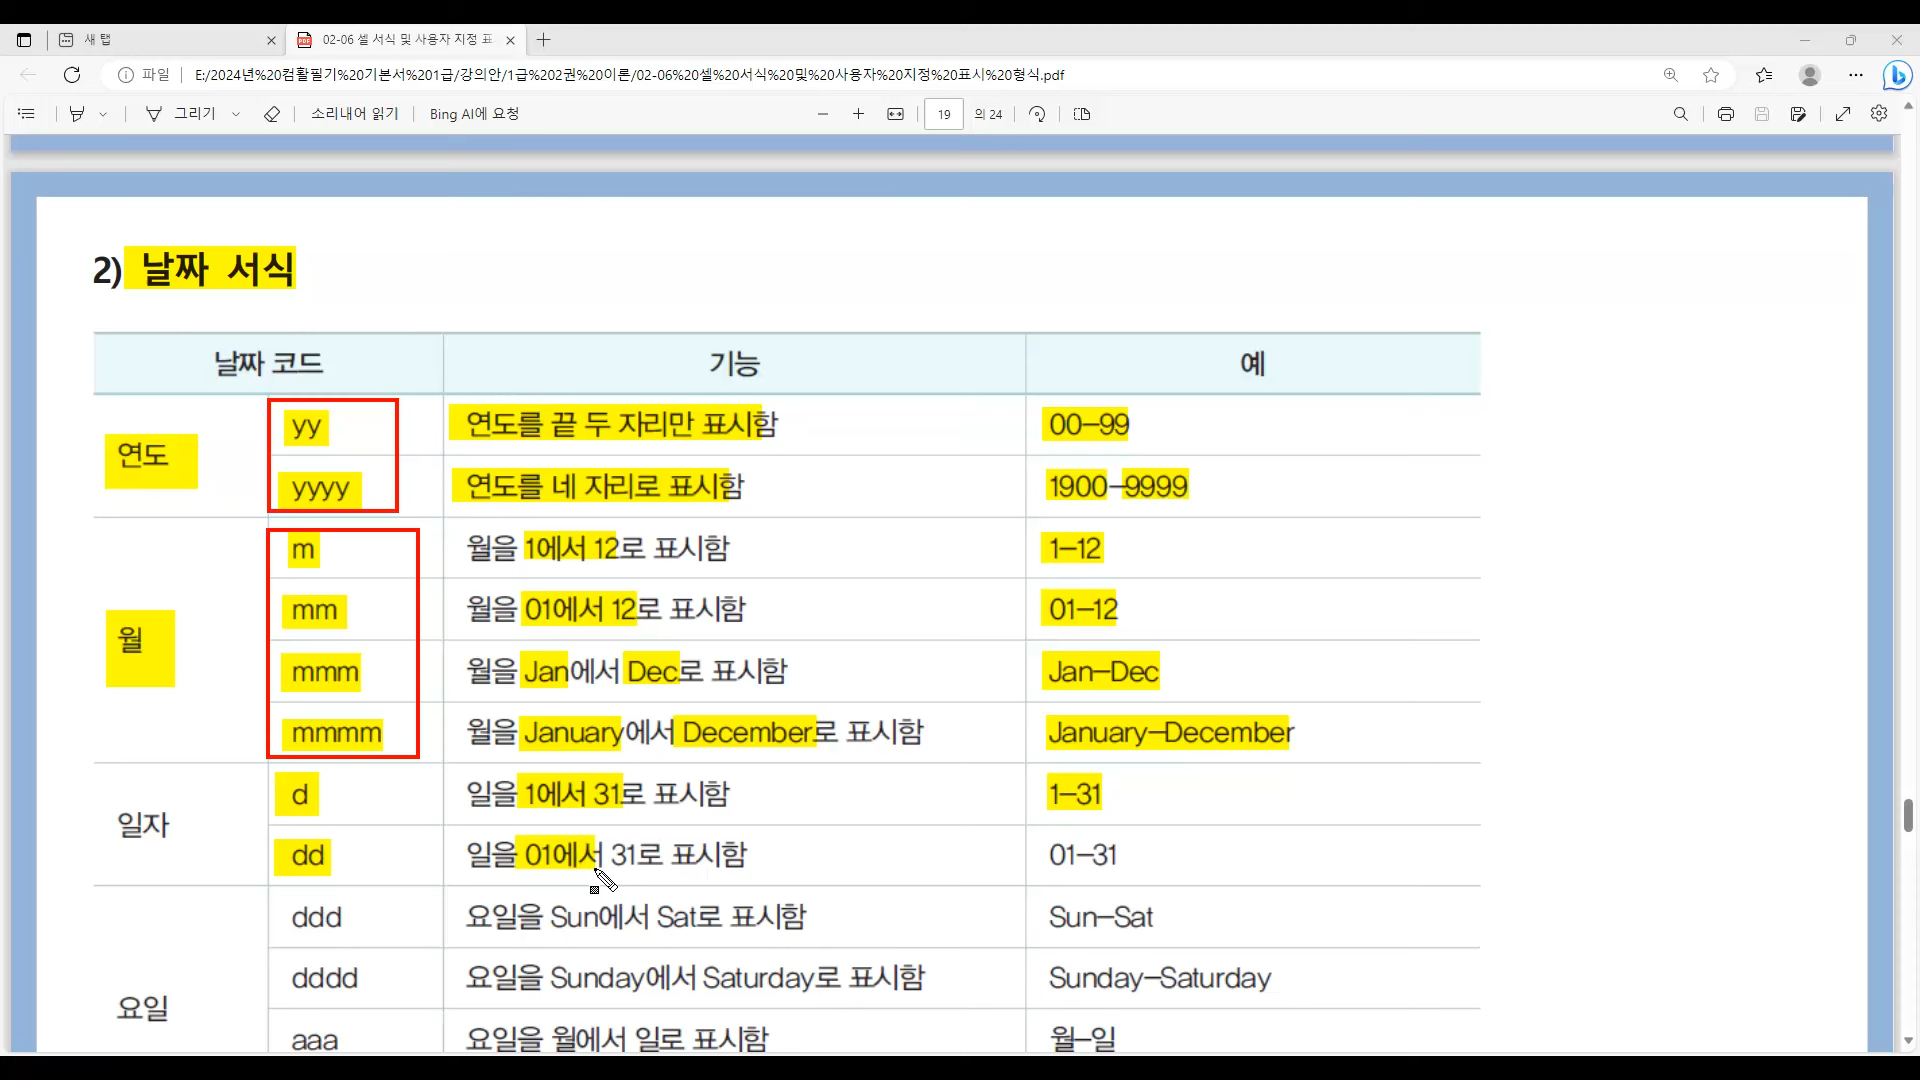 새 탭
02-06 셀 서식 및 사용자 지정 표
파일
E:/2024년%20컴활필기%20기본서%201급/강의안/1급%202권%20이론/02-06%20셀%20서식%20및%20사용자%20지정%20표시%20형식.pdf
그리기
소리내어 읽기
Bing AI에 요청
19 의 24
2) 날짜 서식
날짜 코드 기능 예
연도
yy 연도를 끝 두 자리만 표시함 00–99
yyyy 연도를 네 자리로 표시함 1900–9999
월
m 월을 1에서 12로 표시함 1–12
mm 월을 01에서 12로 표시함 01–12
mmm 월을 Jan에서 Dec로 표시함 Jan–Dec
mmmm 월을 January에서 December로 표시함 January–December
일자
d 일을 1에서 31로 표시함 1–31
dd 일을 01에서 31로 표시함 01–31
요일
ddd 요일을 Sun에서 Sat로 표시함 Sun–Sat
dddd 요일을 Sunday에서 Saturday로 표시함 Sunday–Saturday
aaa 요일을 월에서 일로 표시함 월–일